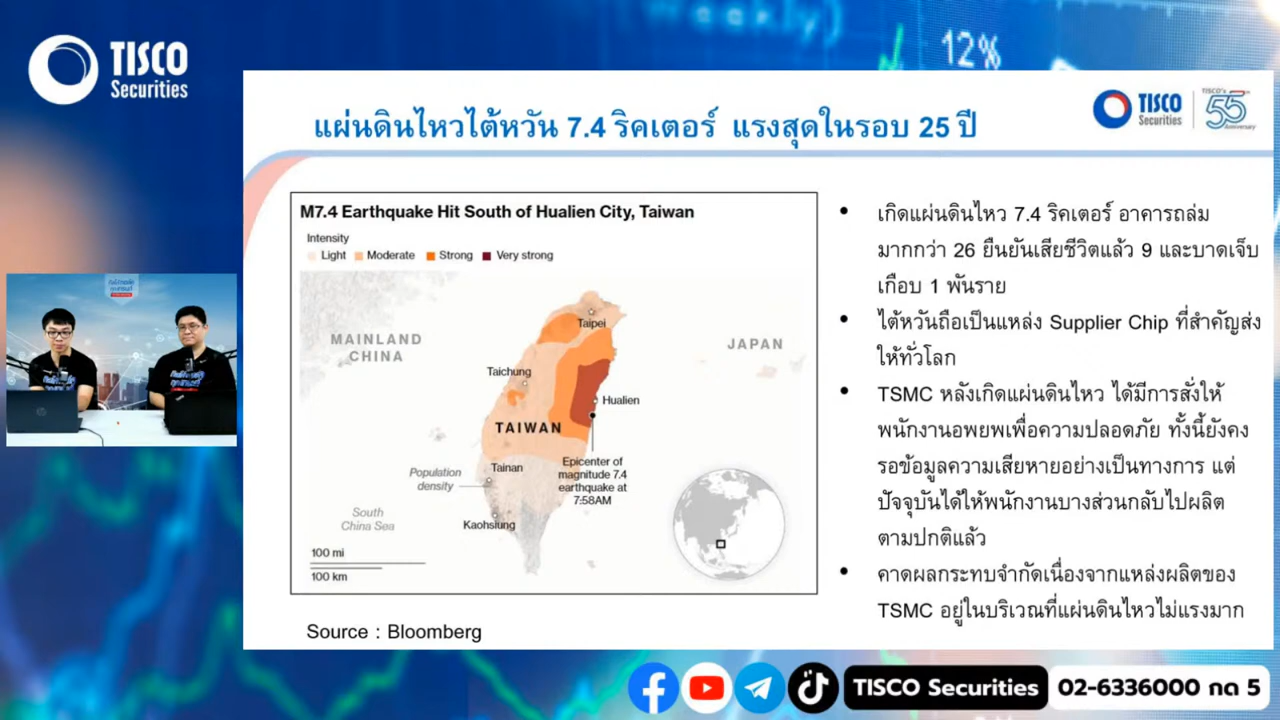 Weekly)
12%
TISCO
Securities
TISCO
Securities
TISCO's
55
Anniversary
แผ่นดินไหวไต้หวัน 7.4 ริคเตอร์ แรงสุดในรอบ 25 ปี
M7.4 Earthquake Hit South of Hualien City, Taiwan
Intensity
Light Moderate Strong Very strong
MAINLAND
CHINA
JAPAN
Taipei
Taichung
Hualien
TAIWAN
Population
density
Tainan
Epicenter of
magnitude 7.4
earthquake at
7:58AM
South
China Sea
Kaohsiung
100 mi
100 km
Source : Bloomberg
• เกิดแผ่นดินไหว 7.4 ริคเตอร์ อาคารถล่ม
มากกว่า 26 ยืนยันเสียชีวิตแล้ว 9 และบาดเจ็บ
เกือบ 1 พันราย
• ไต้หวันถือเป็นแหล่ง Supplier Chip ที่สำคัญส่ง
ให้ทั่วโลก
• TSMC หลังเกิดแผ่นดินไหว ได้มีการสั่งให้
พนักงานอพยพเพื่อความปลอดภัย ทั้งนี้ยังคง
รอข้อมูลความเสียหายอย่างเป็นทางการ แต่
ปัจจุบันได้ให้พนักงานบางส่วนกลับไปผลิต
ตามปกติแล้ว
• คาดผลกระทบจำกัดเนื่องจากแหล่งผลิตของ
TSMC อยู่ในบริเวณที่แผ่นดินไหวไม่แรงมาก
TISCO Securities 02-6336000 กด 5